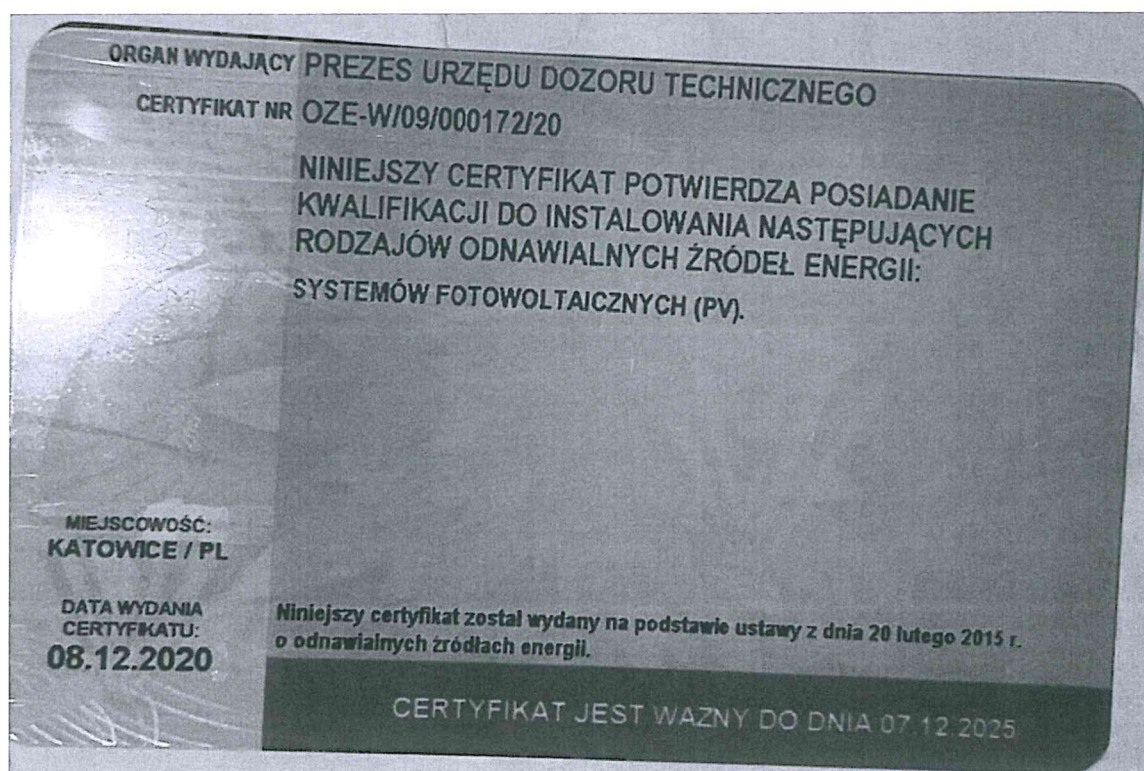 ORGAN WYDAJĄCY PREZES URZĘDU DOZORU TECHNICZNEGO
CERTYFIKAT NR OZE-W/09/000172/20
NINIEJSZY CERTYFIKAT POTWIERDZA POSIADANIE
KWALIFIKACJI DO INSTALOWANIA NASTĘPUJĄCYCH
RODZAJÓW ODNAWIALNYCH ŹRÓDEŁ ENERGII:
SYSTEMÓW FOTOWOLTAICZNYCH (PV).
MIEJSCOWOŚĆ:
KATOWICE / PL
DATA WYDANIA
CERTYFIKATU:
08.12.2020
Niniejszy certyfikat został wydany na podstawie ustawy z dnia 20 lutego 2015 r.
o odnawialnych źródłach energii.
CERTYFIKAT JEST WAŻNY DO DNIA 07.12.2025